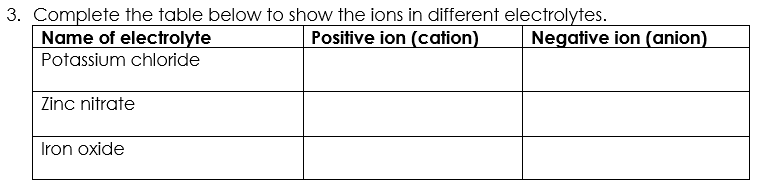 3. Complete the table below to show the ions in different electrolytes.
Name of electrolyte Positive ion (cation) Negative ion (anion)
Potassium chloride
Zinc nitrate
Iron oxide